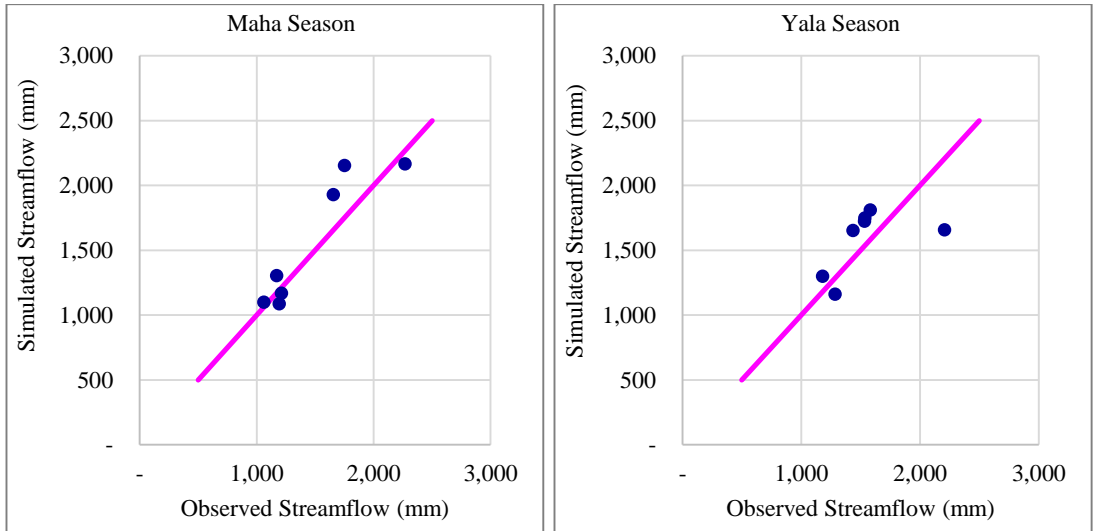 Maha Season
3,000
2,500
2,000
1,500
1,000
500
-
- 1,000 2,000 3,000
Simulated Streamflow (mm)
Observed Streamflow (mm)
Yala Season
3,000
2,500
2,000
1,500
1,000
500
-
- 1,000 2,000 3,000
Simulated Streamflow (mm)
Observed Streamflow (mm)